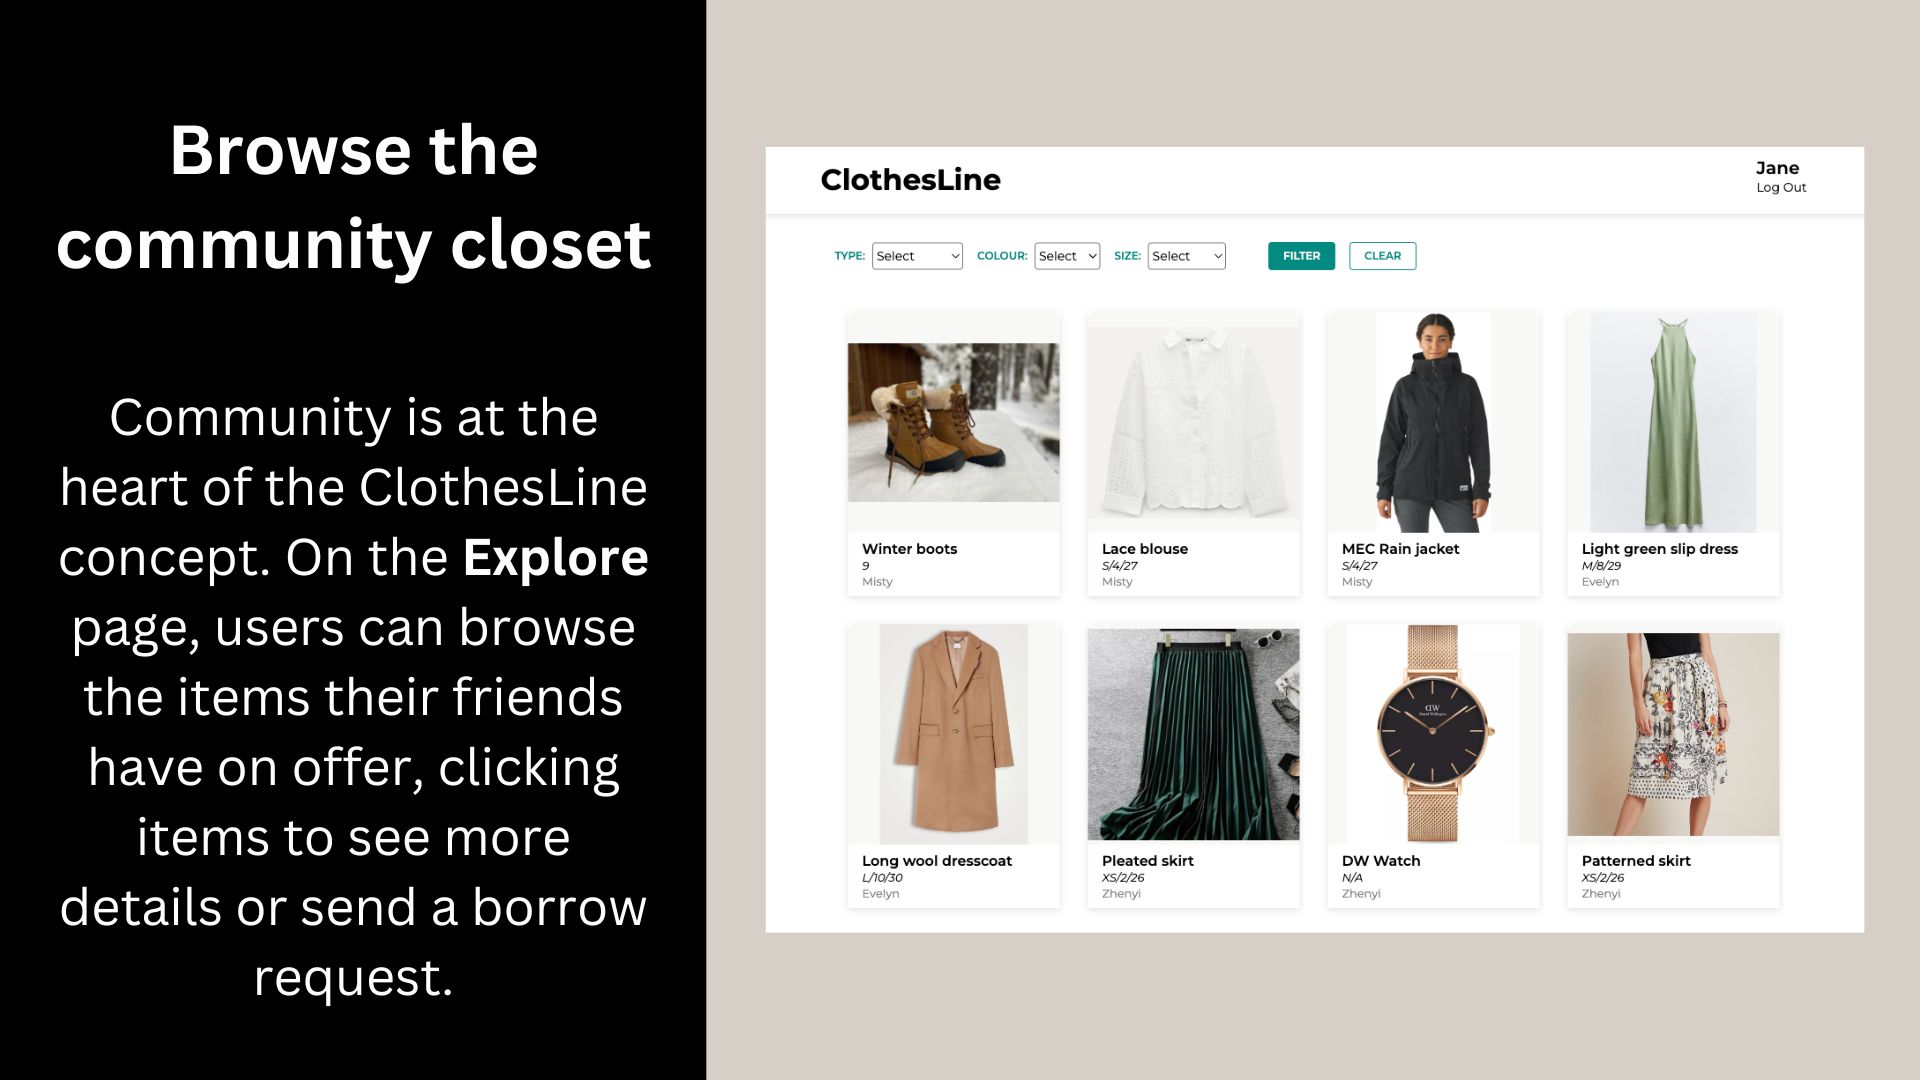 Browse the
community closet
Community is at the
heart of the ClothesLine
concept. On the Explore
page, users can browse
the items their friends
have on offer, clicking
items to see more
details or send a borrow
request.
ClothesLine
Jane
Log Out
TYPE: Select COLOUR: Select SIZE: Select FILTER CLEAR
Winter boots
9
Misty
Lace blouse
S/4/27
Misty
MEC Rain jacket
S/4/27
Misty
Light green slip dress
M/8/29
Evelyn
Long wool dresscoat
L/10/30
Evelyn
Pleated skirt
XS/2/26
Zhenyi
DW
Daniel Wellington
DW Watch
N/A
Zhenyi
Patterned skirt
XS/2/26
Zhenyi